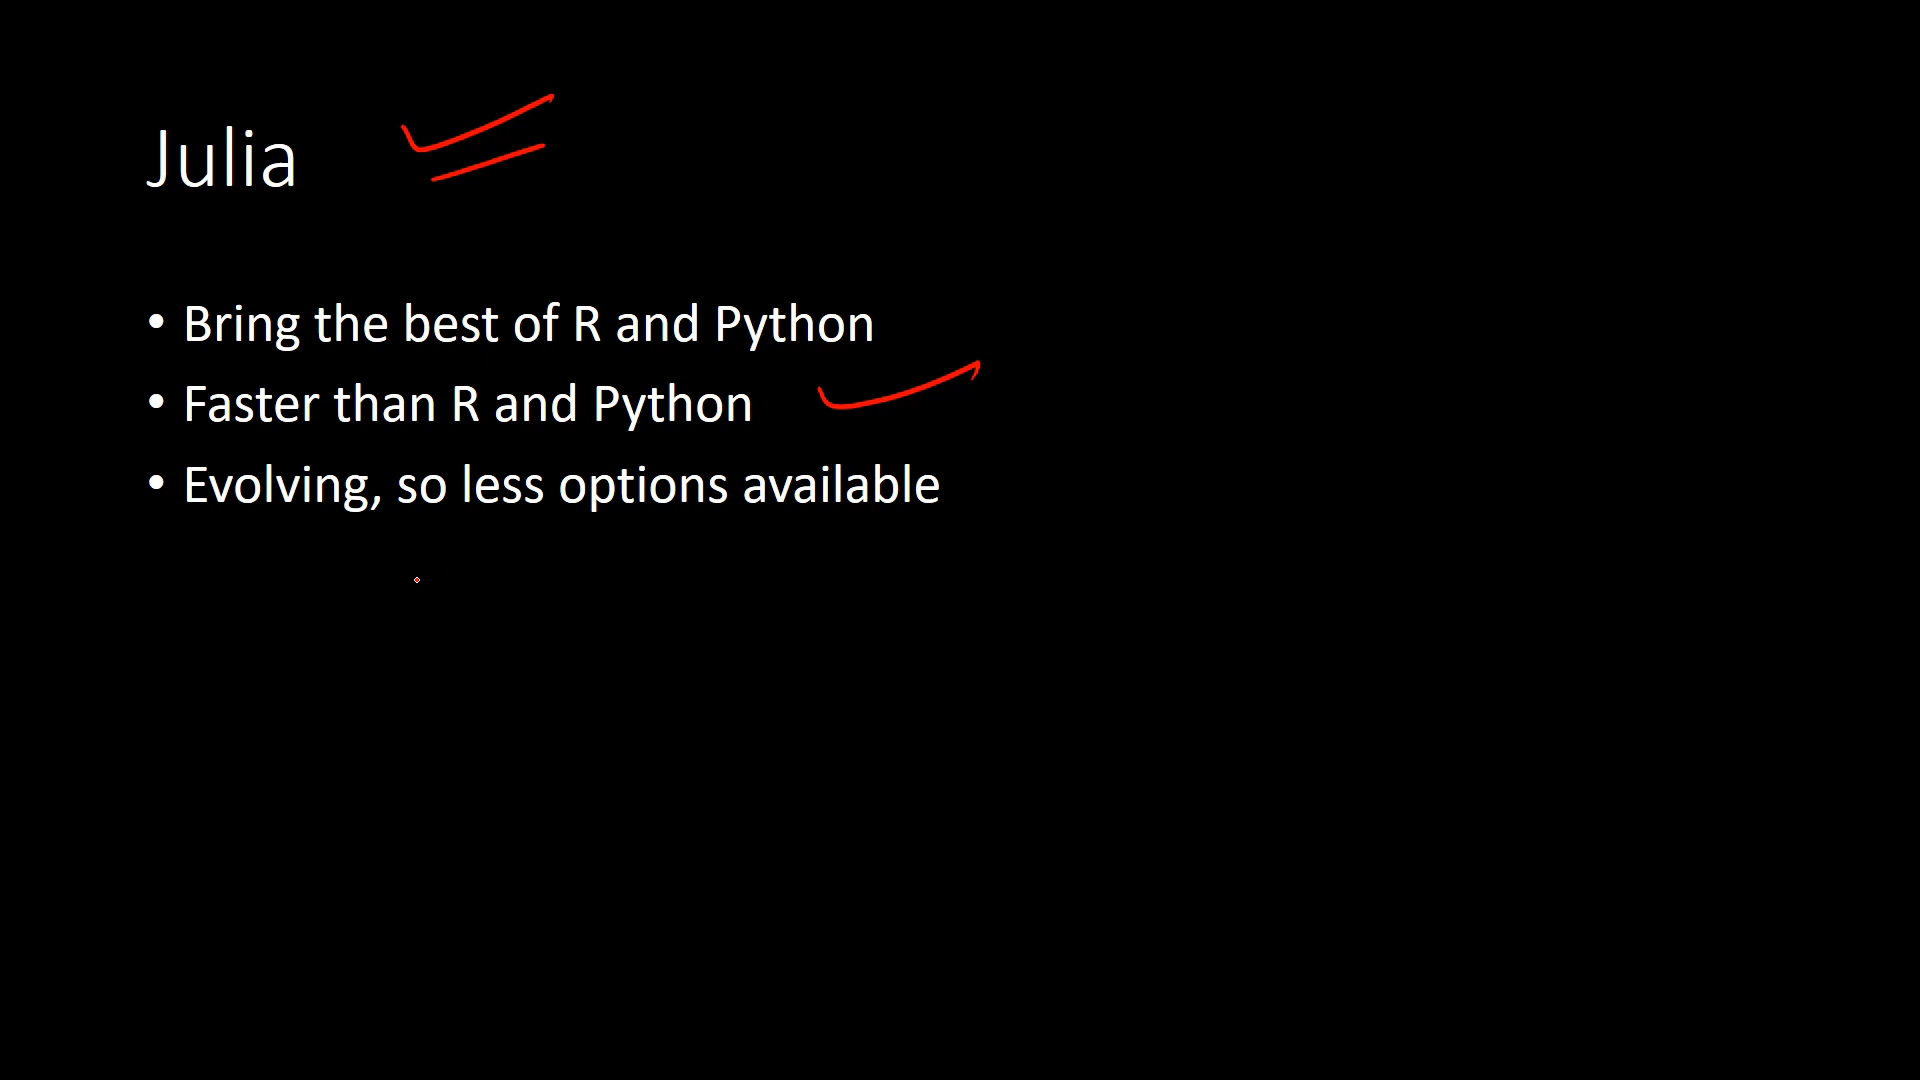 Julia
• Bring the best of R and Python
• Faster than R and Python
• Evolving, so less options available